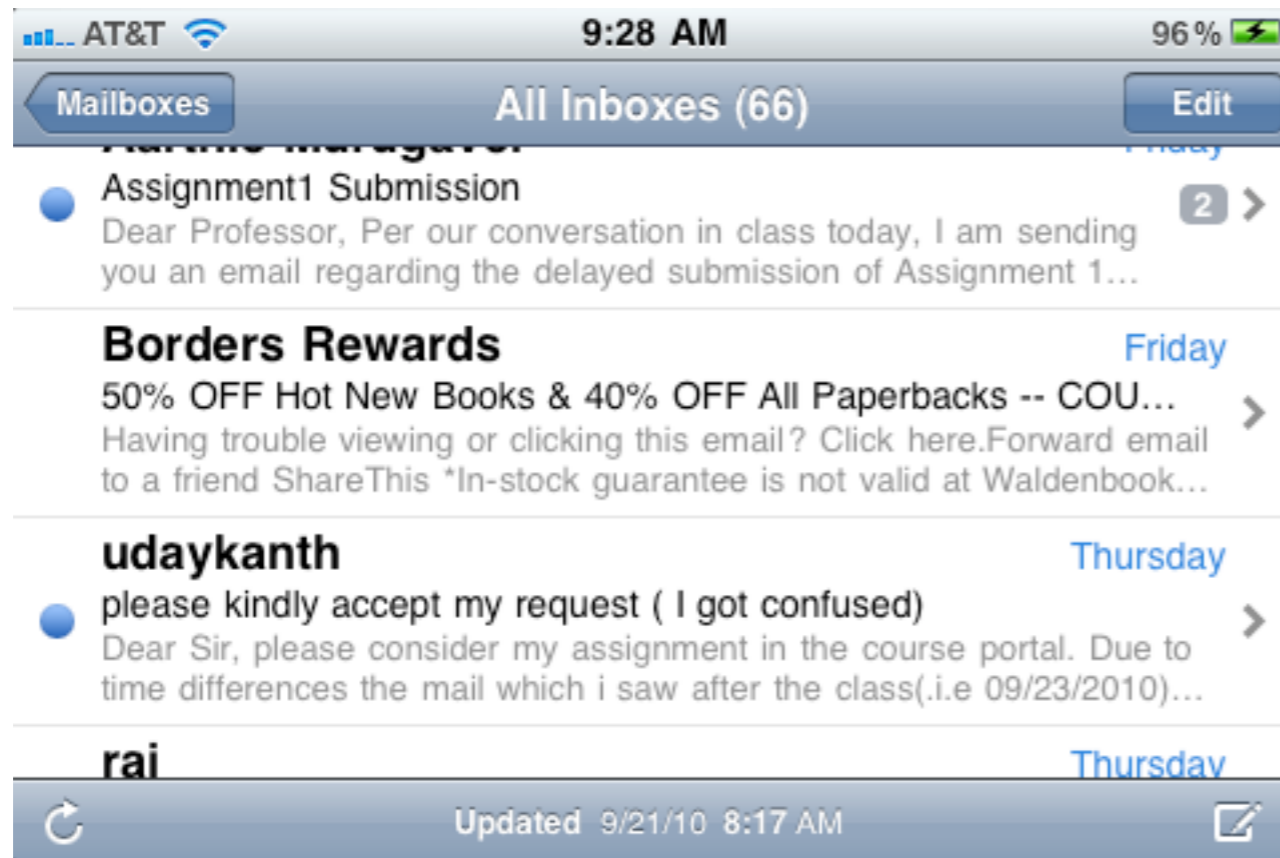 AT&T 9:28 AM 96%
Mailboxes All Inboxes (66) Edit
Friday
Assignment1 Submission
2
Dear Professor, Per our conversation in class today, I am sending
you an email regarding the delayed submission of Assignment 1...
Borders Rewards Friday
50% OFF Hot New Books & 40% OFF All Paperbacks -- COU...
Having trouble viewing or clicking this email? Click here.Forward email
to a friend ShareThis *In-stock guarantee is not valid at Waldenbook...
udaykanth Thursday
please kindly accept my request ( I got confused)
Dear Sir, please consider my assignment in the course portal. Due to
time differences the mail which i saw after the class(.i.e 09/23/2010)...
raj Thursday
Updated 9/21/10 8:17 AM